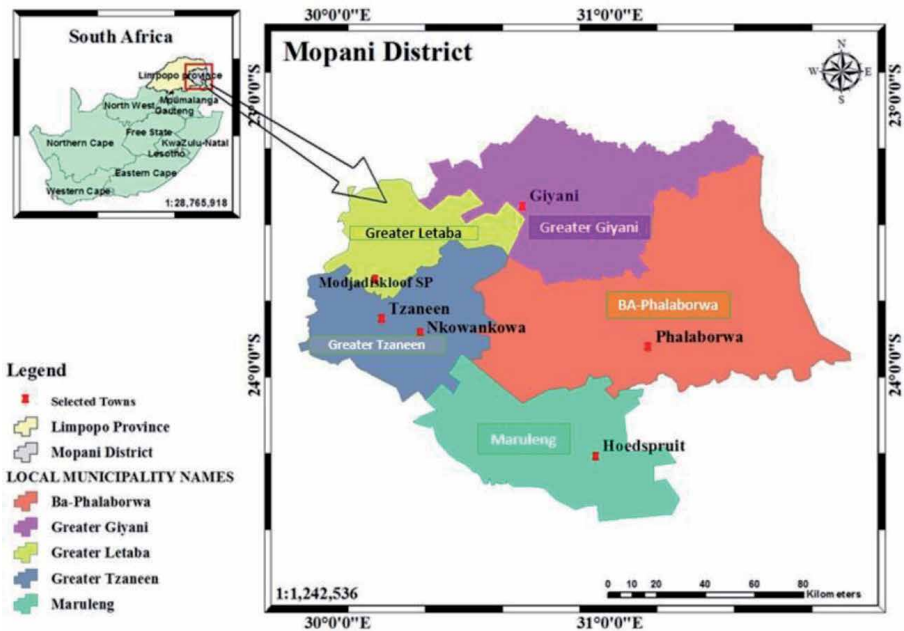 South Africa
Limpopo province
North West
Mpumalanga
Gauteng
Free State
Northern Cape
KwaZulu-Natal
Lesotho
Eastern Cape
Western Cape
1:28,765,918
30°0'0"E
31°0'0"E
Mopani District
N
W
E
S
23°0'0"S
23°0'0"S
Giyani
Greater Giyani
Greater Letaba
Modjadjiskloof SP
Tzaneen
Nkowankowa
Greater Tzaneen
BA-Phalaborwa
Phalaborwa
24°0'0"S
24°0'0"S
Maruleng
Hoedspruit
1:1,242,536
0 10 20 40 60 80
Kilometers
30°0'0"E
31°0'0"E
Legend
Selected Towns
Limpopo Province
Mopani District
LOCAL MUNICIPALITY NAMES
Ba-Phalaborwa
Greater Giyani
Greater Letaba
Greater Tzaneen
Maruleng